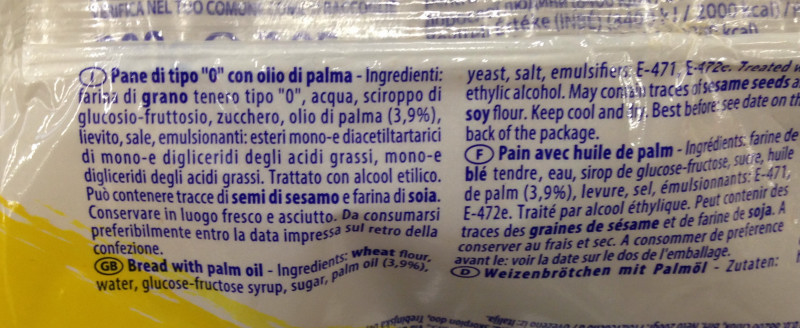 VERIFICA NEL TUO COMUNE
2000 kcal)
Ⓘ Pane di tipo "0" con olio di palma - Ingredienti:
farina di grano tenero tipo "0", acqua, sciroppo di
glucosio-fruttosio, zucchero, olio di palma (3,9%),
lievito, sale, emulsionanti: esteri mono-e diacetiltartarici
di mono-e digliceridi degli acidi grassi, mono-e
digliceridi degli acidi grassi. Trattato con alcool etilico.
Può contenere tracce di semi di sesamo e farina di soia.
Conservare in luogo fresco e asciutto. Da consumarsi
preferibilmente entro la data impressa sul retro della
confezione.
GB Bread with palm oil - Ingredients: wheat flour,
water, glucose-fructose syrup, sugar, palm oil (3,9%),
yeast, salt, emulsifiers: E-471, E-472e. Treated
ethylic alcohol. May contain traces of sesame seeds
soy flour. Keep cool and dry. Best before: see date on
back of the package.
F Pain avec huile de palm - Ingrédients: farine de
blé tendre, eau, sirop de glucose-fructose, sucre, huile
de palm (3,9%), levure, sel, émulsionnants: E-471,
E-472e. Traité par alcool éthylique. Peut contenir des
traces des graines de sésame et de farine de soja. A
conserver au frais et sec. A consommer de preference
avant le: voir la date sur le dos de l'emballage.
D Weizenbrötchen mit Palmöl - Zutaten: